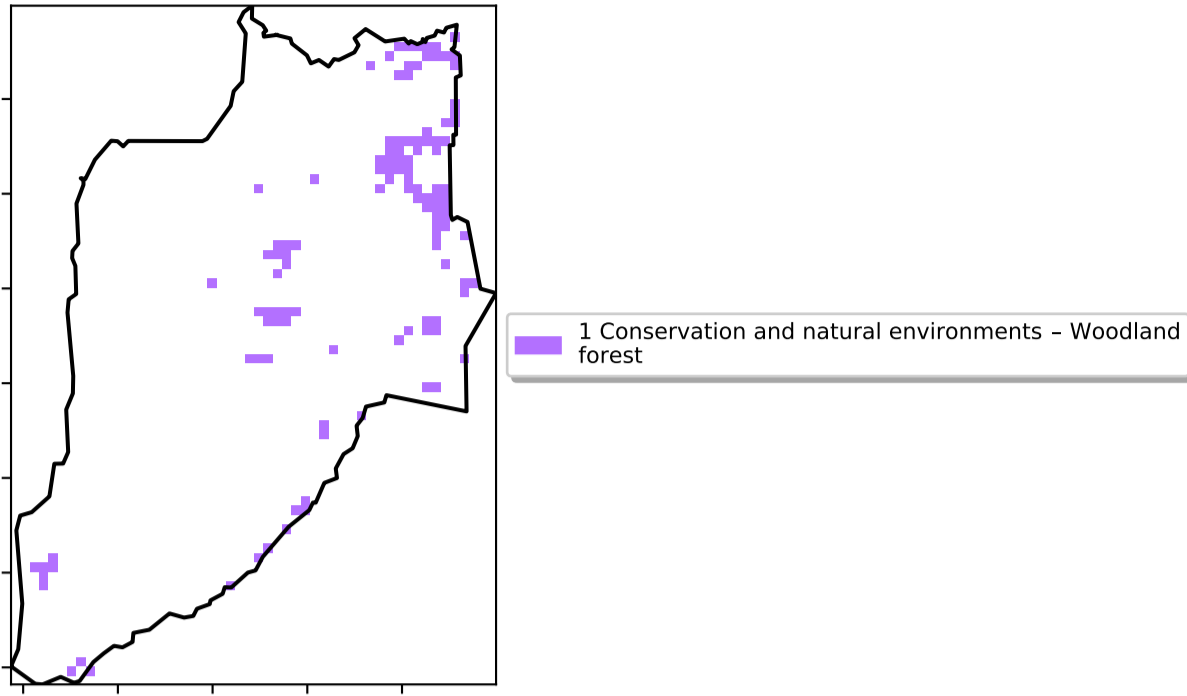 1 Conservation and natural environments – Woodland
forest